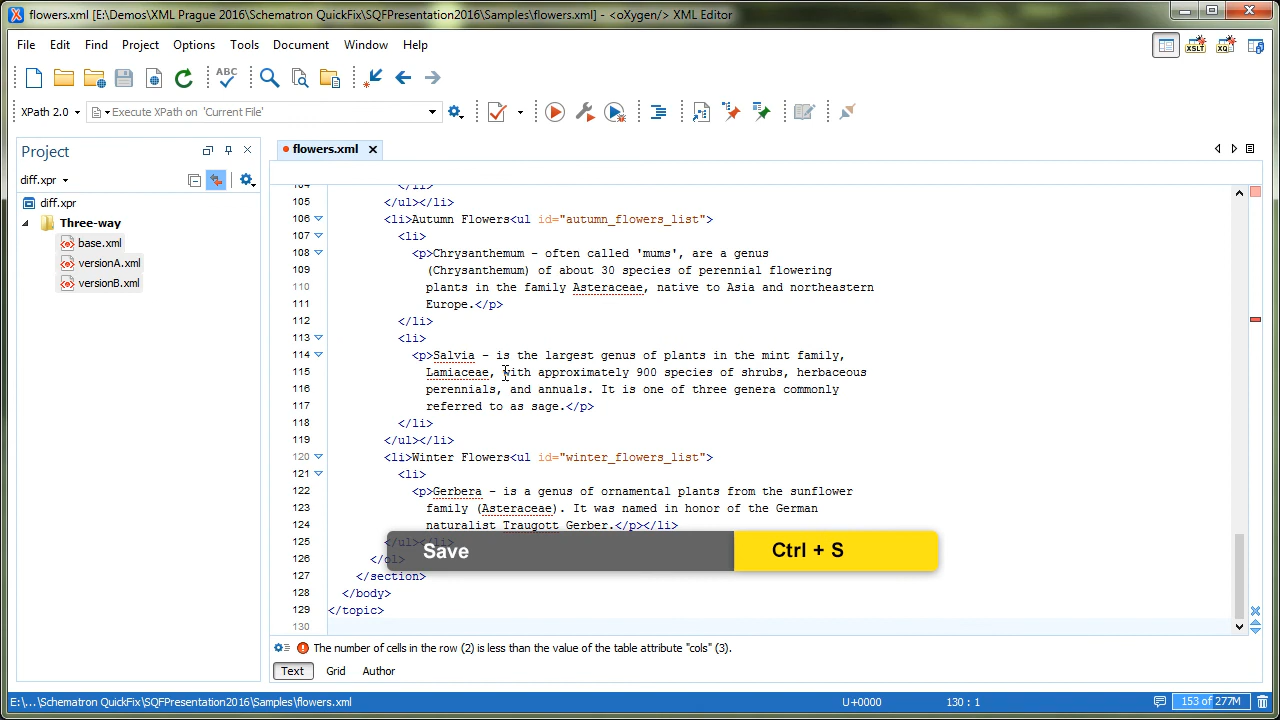 flowers.xml [E:\Demos\XML Prague 2016\Schematron QuickFix\SQFPresentation2016\Samples\flowers.xml] - <oXygen/> XML Editor
File Edit Find Project Options Tools Document Window Help
XSLT XQ
ABC
XPath 2.0 Execute XPath on 'Current File'
Project
flowers.xml
diff.xpr
diff.xpr
Three-way
base.xml
versionA.xml
versionB.xml
105 </ul></li>
106 <li>Autumn Flowers<ul id="autumn_flowers_list">
107 <li>
108 <p>Chrysanthemum - often called 'mums', are a genus
109 (Chrysanthemum) of about 30 species of perennial flowering
110 plants in the family Asteraceae, native to Asia and northeastern
111 Europe.</p>
112 </li>
113 <li>
114 <p>Salvia - is the largest genus of plants in the mint family,
115 Lamiaceae, with approximately 900 species of shrubs, herbaceous
116 perennials, and annuals. It is one of three genera commonly
117 referred to as sage.</p>
118 </li>
119 </ul></li>
120 <li>Winter Flowers<ul id="winter_flowers_list">
121 <li>
122 <p>Gerbera - is a genus of ornamental plants from the sunflower
123 family (Asteraceae). It was named in honor of the German
124 naturalist Traugott Gerber.</p></li>
125 </ul></li>
Save Ctrl + S
126 </ol>
127 </section>
128 </body>
129 </topic>
130
The number of cells in the row (2) is less than the value of the table attribute "cols" (3).
Text Grid Author
E:\...\Schematron QuickFix\SQFPresentation2016\Samples\flowers.xml U+0000 130 : 1 153 of 277M